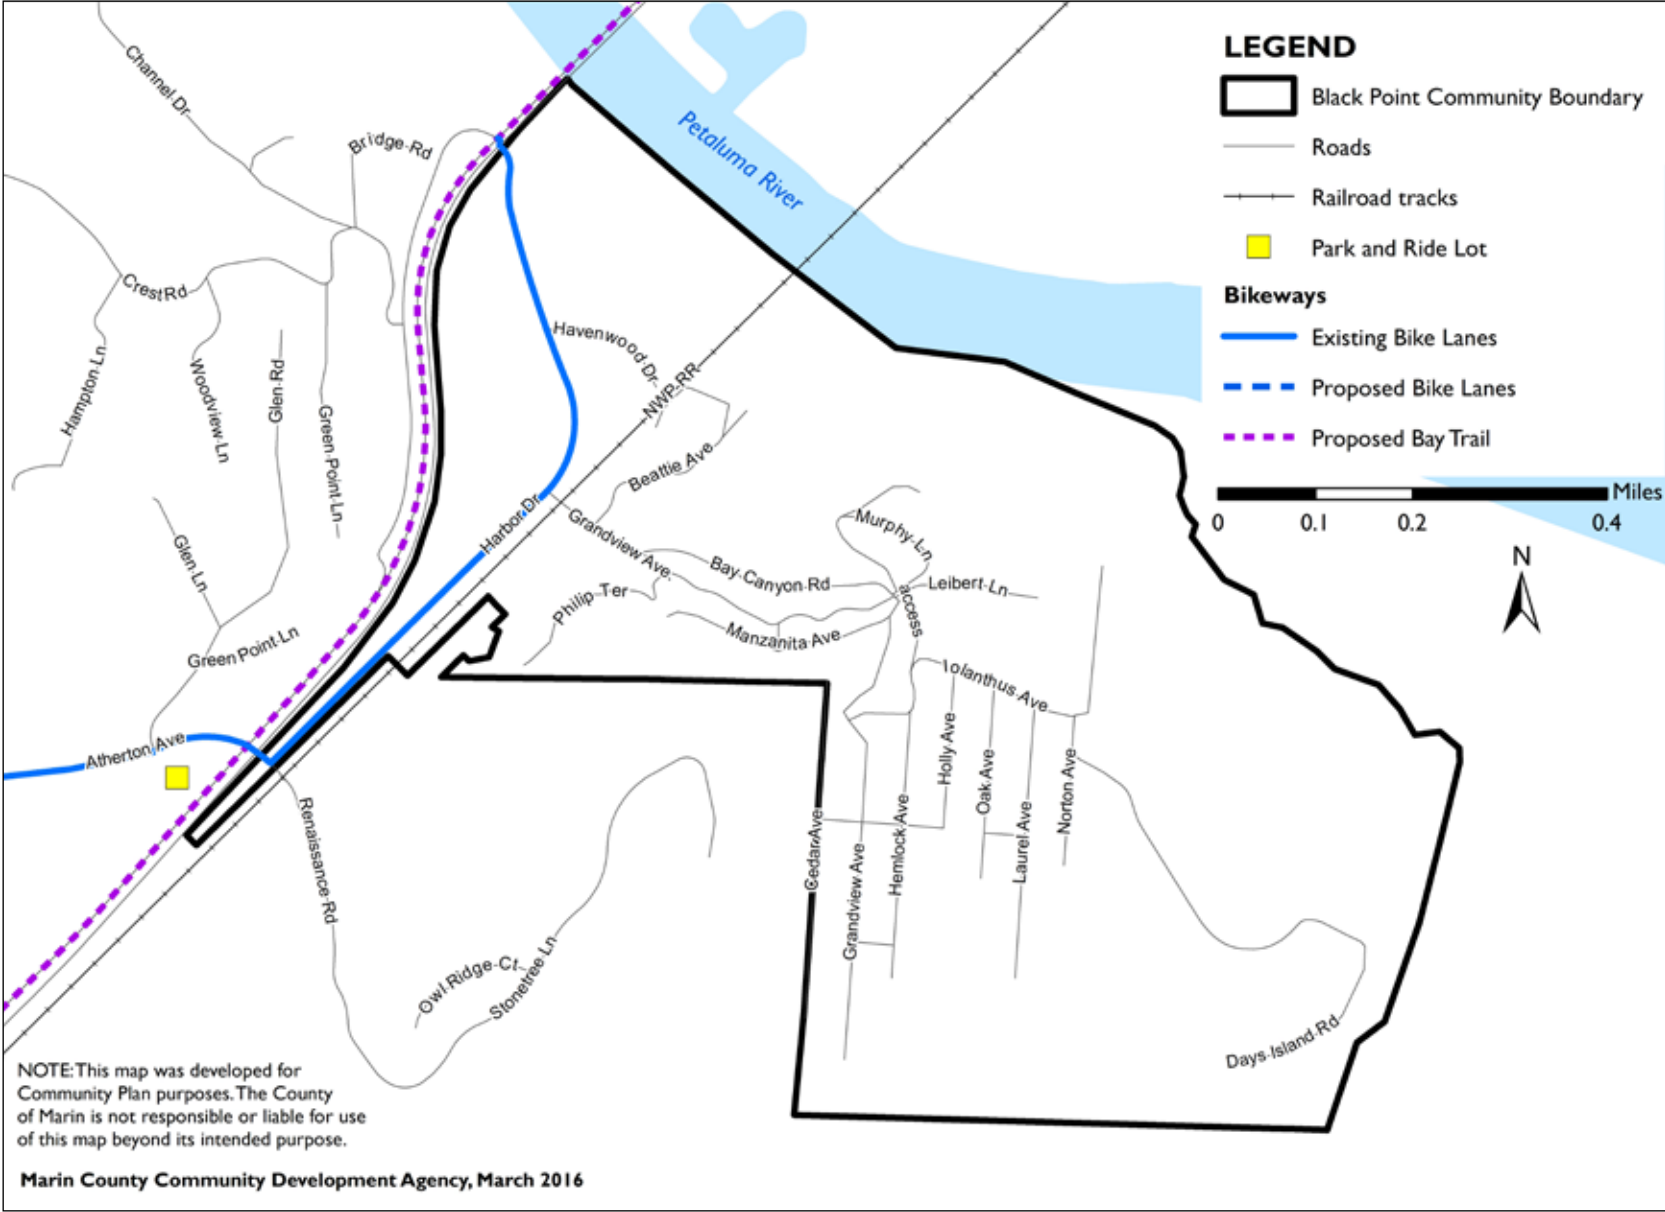 LEGEND
Black Point Community Boundary
Roads
Railroad tracks
Park and Ride Lot
Bikeways
Existing Bike Lanes
Proposed Bike Lanes
Proposed Bay Trail
Miles
0 0.1 0.2 0.4
N
Channel Dr
Bridge Rd
Petaluma River
Crest Rd
Hampton Ln
Woodview Ln
Glen Rd
Green Point Ln
Havenwood Dr
NWP RR
Beattie Ave
Harbor Dr
Grandview Ave
Murphy Ln
Bay Canyon Rd
Leibert Ln
access
Philip Ter
Manzanita Ave
Glen Ln
Green Point Ln
Iolanthus Ave
Atherton Ave
Holly Ave
Oak Ave
Norton Ave
Laurel Ave
Hemlock Ave
Cedar Ave
Grandview Ave
Renaissance Rd
Owl Ridge Ct
Stonetree Ln
Days Island Rd
NOTE: This map was developed for
Community Plan purposes. The County
of Marin is not responsible or liable for use
of this map beyond its intended purpose.
Marin County Community Development Agency, March 2016